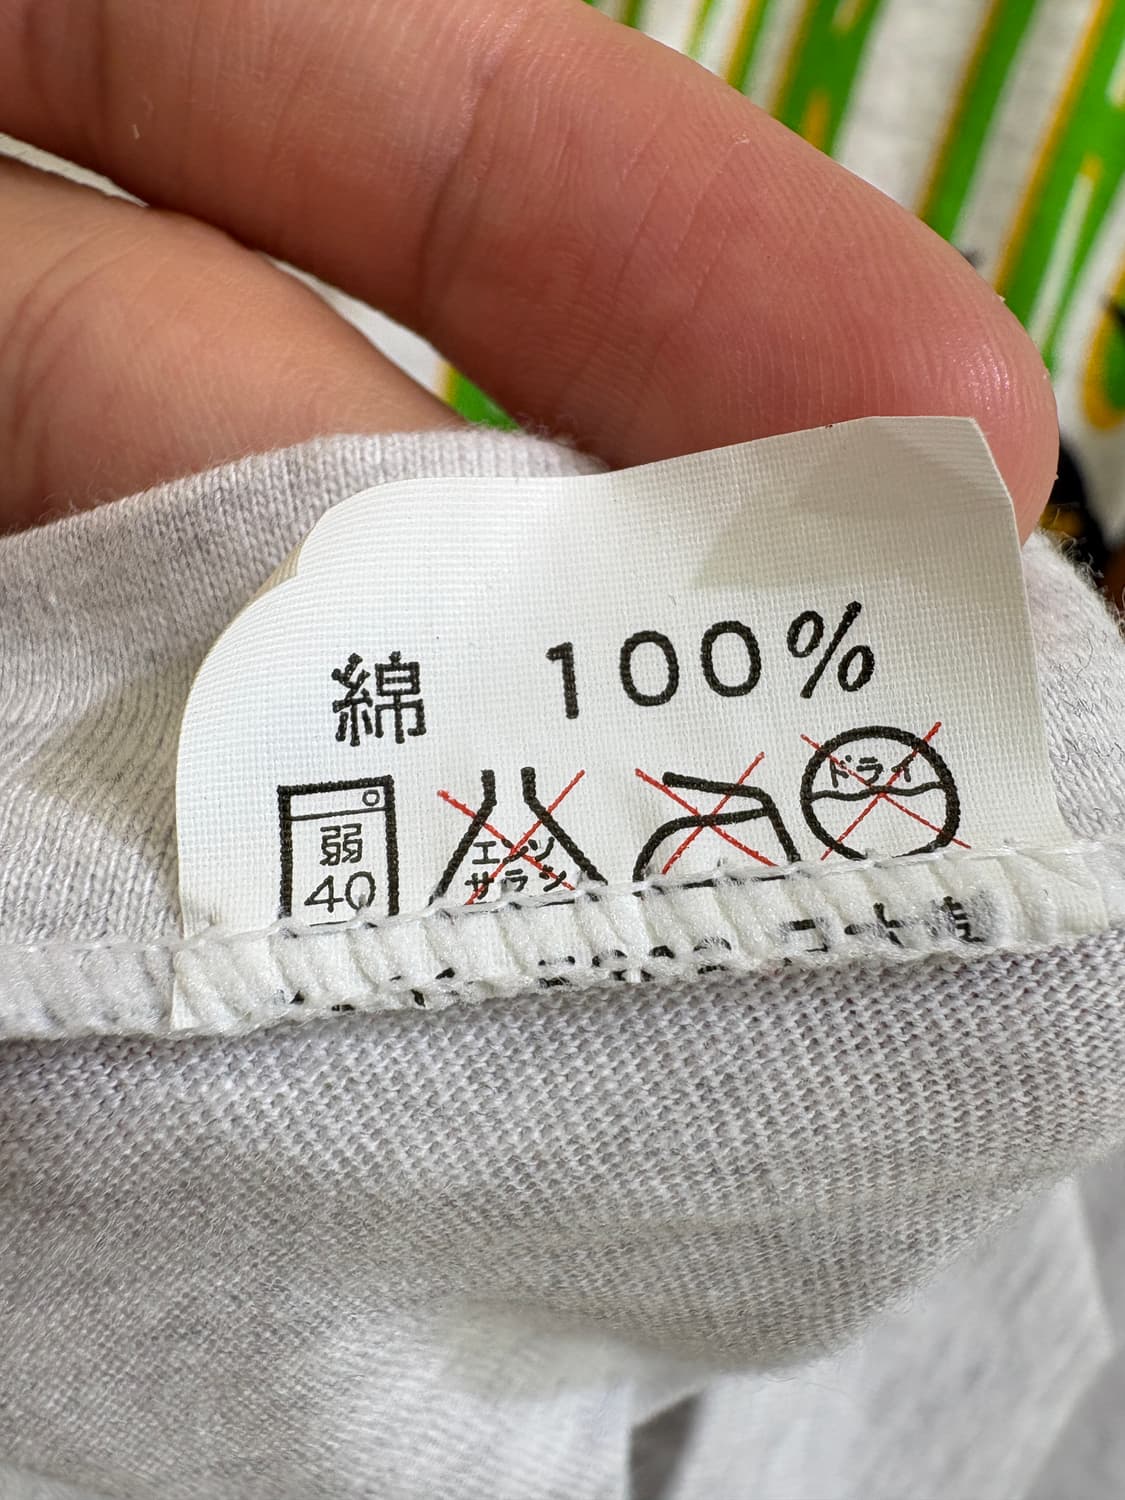 綿 100%
ドライ
弱
40
エンソ
サラシ